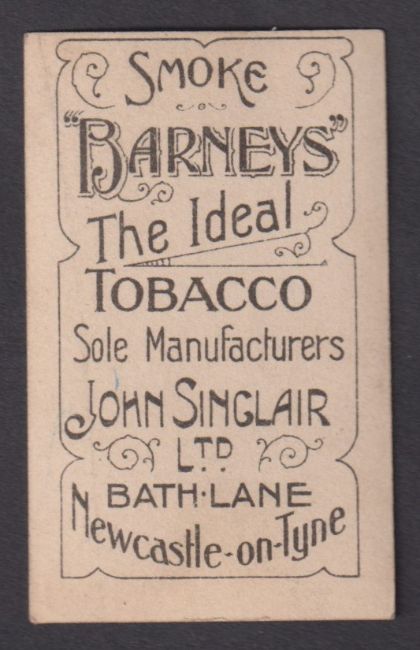 SMOKE
"BARNEYS"
The Ideal
TOBACCO
Sole Manufacturers
JOHN SINCLAIR
LTD
BATH·LANE
Newcastle-on-Tyne